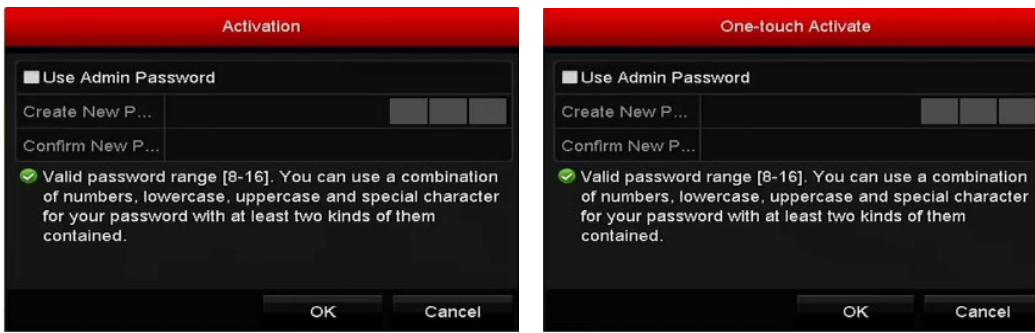 Activation
Use Admin Password
Create New P...
Confirm New P...
Valid password range [8-16]. You can use a combination
of numbers, lowercase, uppercase and special character
for your password with at least two kinds of them
contained.
OK Cancel
One-touch Activate
Use Admin Password
Create New P...
Confirm New P...
Valid password range [8-16]. You can use a combination
of numbers, lowercase, uppercase and special character
for your password with at least two kinds of them
contained.
OK Cancel